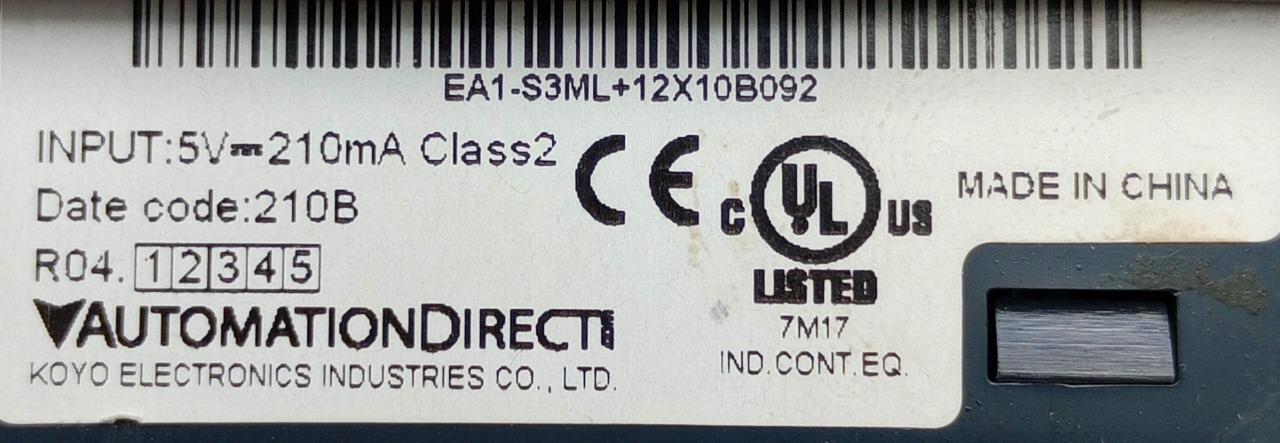 EA1-S3ML+12X10B092
INPUT:5V⎓210mA Class2
Date code:210B
R04. 1 2 3 4 5
AUTOMATIONDIRECT
KOYO ELECTRONICS INDUSTRIES CO., LTD.
CE
C UL US
LISTED
7M17
IND.CONT.EQ.
MADE IN CHINA